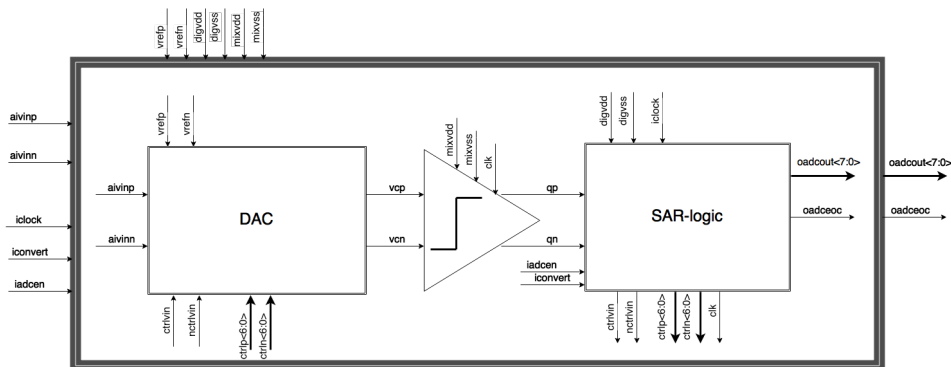 vrefp
vrefn
digvdd
digvss
mixvdd
mixvss
aivinp
aivinn
iclock
iconvert
iadcen
vrefp
vrefn
aivinp
aivinn
DAC
ctrlvin
nctrlvin
ctrlp<6:0>
ctrln<6:0>
vcp
vcn
mixvdd
mixvss
clk
qp
qn
iadcen
iconvert
digvdd
digvss
iclock
SAR-logic
ctrlvin
nctrlvin
ctrlp<6:0>
ctrln<6:0>
clk
oadcout<7:0>
oadceoc
oadcout<7:0>
oadceoc